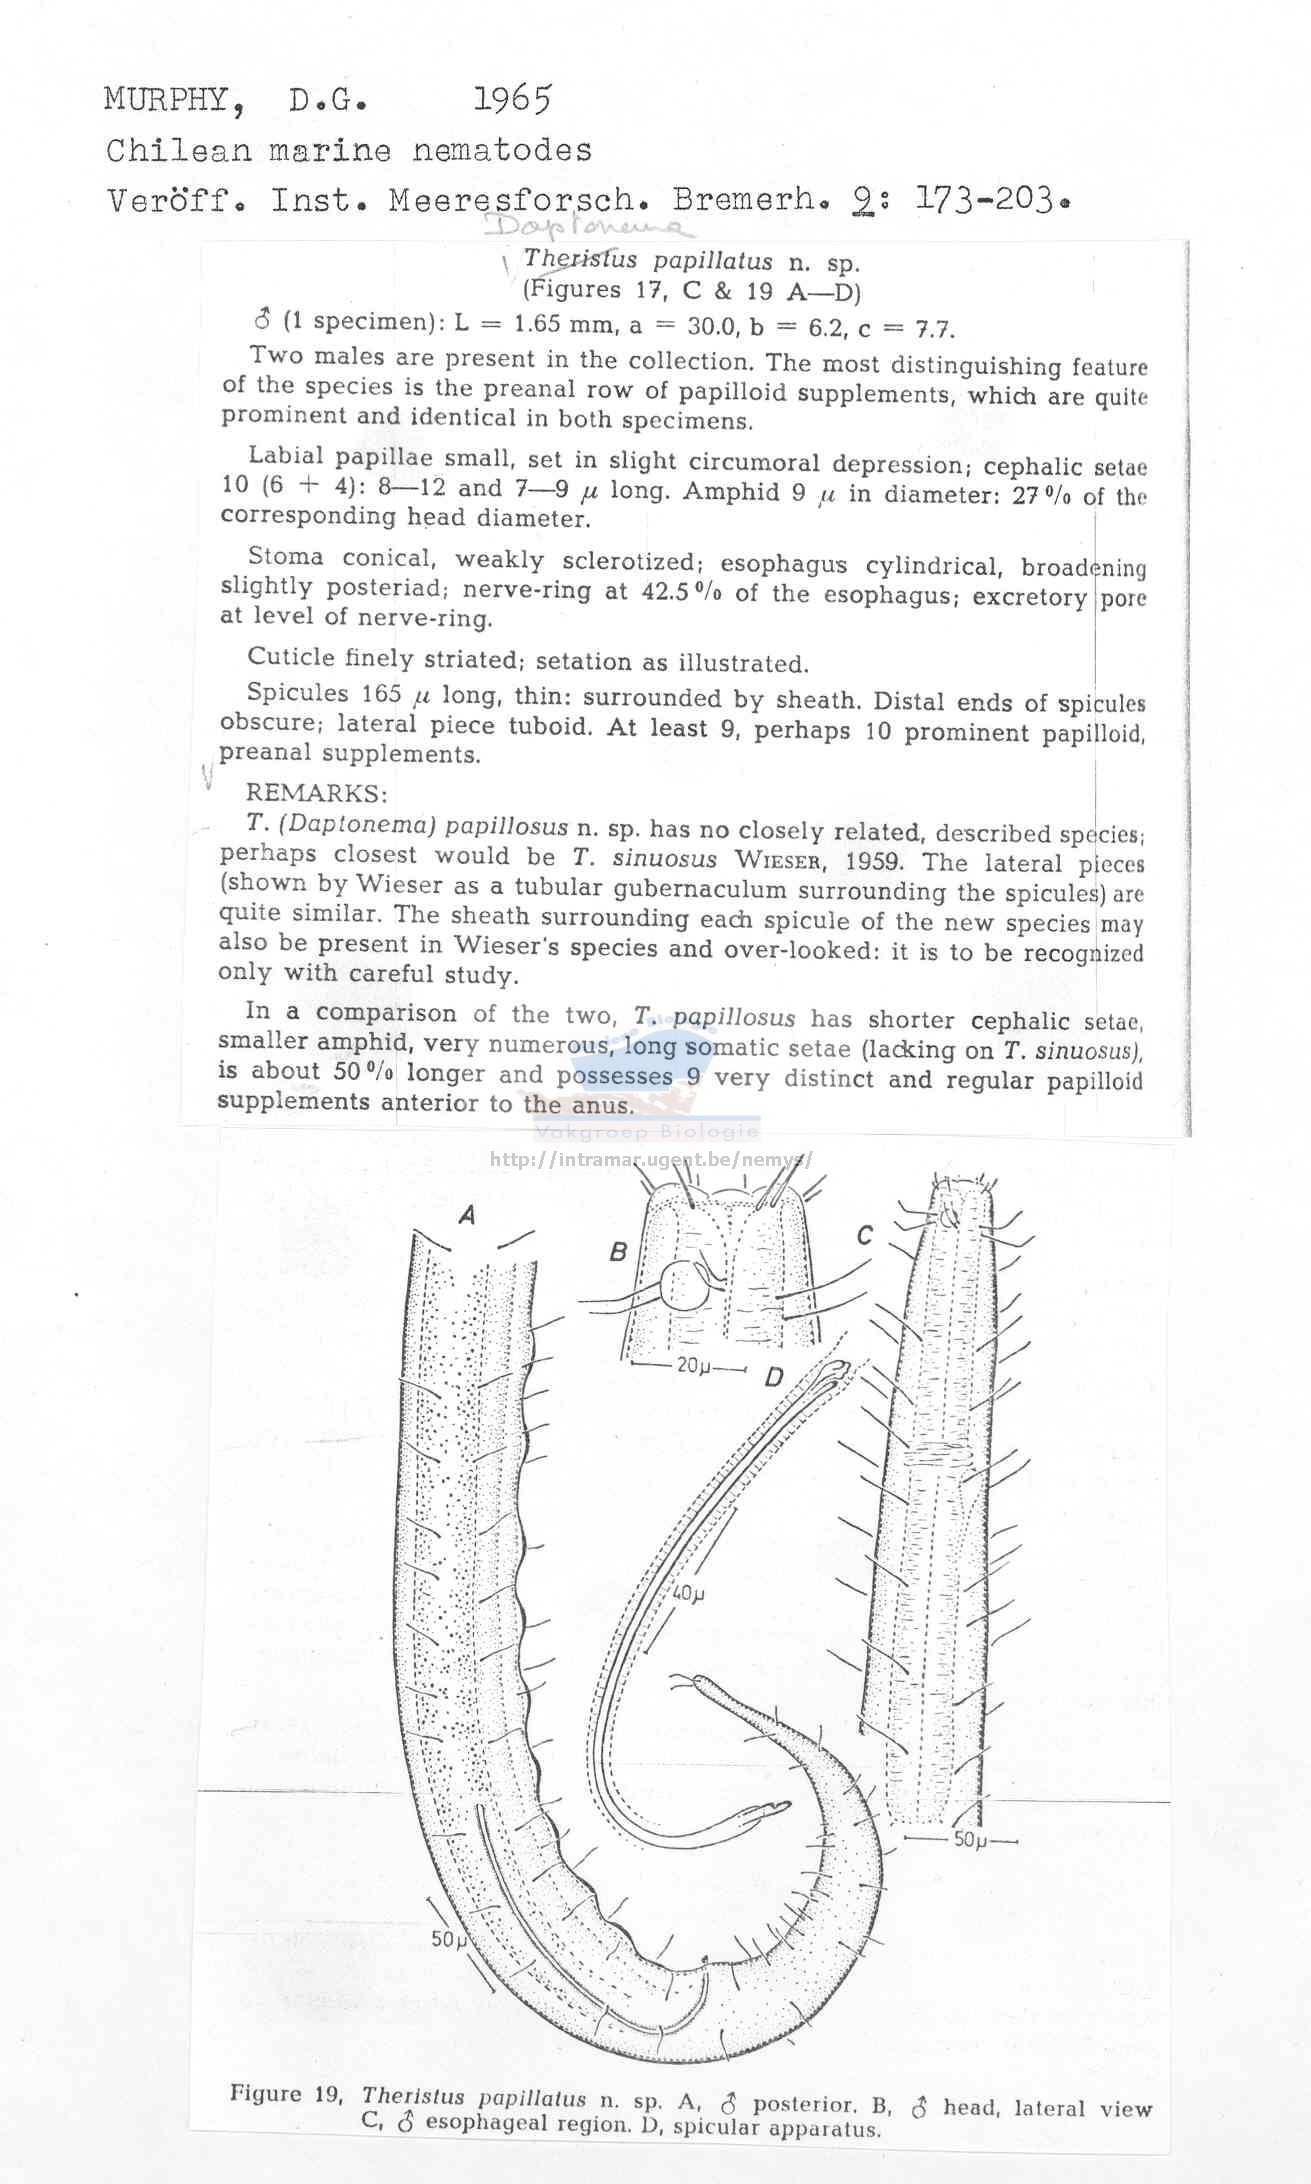 MURPHY, D.G. 1965
Chilean marine nematodes
Veröff. Inst. Meeresforsch. Bremerh. 9: 173-203.
Daptonema
Theristus papillatus n. sp.
(Figures 17, C & 19 A—D)
♂ (1 specimen): L = 1.65 mm, a = 30.0, b = 6.2, c = 7.7.
Two males are present in the collection. The most distinguishing feature
of the species is the preanal row of papilloid supplements, which are quite
prominent and identical in both specimens.
Labial papillae small, set in slight circumoral depression; cephalic setae
10 (6 + 4): 8—12 and 7—9 µ long. Amphid 9 µ in diameter: 27 % of the
corresponding head diameter.
Stoma conical, weakly sclerotized; esophagus cylindrical, broadening
slightly posteriad; nerve-ring at 42.5 % of the esophagus; excretory pore
at level of nerve-ring.
Cuticle finely striated; setation as illustrated.
Spicules 165 µ long, thin: surrounded by sheath. Distal ends of spicules
obscure; lateral piece tuboid. At least 9, perhaps 10 prominent papilloid,
preanal supplements.
REMARKS:
T. (Daptonema) papillosus n. sp. has no closely related, described species;
perhaps closest would be T. sinuosus WIESER, 1959. The lateral pieces
(shown by Wieser as a tubular gubernaculum surrounding the spicules) are
quite similar. The sheath surrounding each spicule of the new species may
also be present in Wieser's species and over-looked: it is to be recognized
only with careful study.
In a comparison of the two, T. papillosus has shorter cephalic setae,
smaller amphid, very numerous, long somatic setae (lacking on T. sinuosus),
is about 50 % longer and possesses 9 very distinct and regular papilloid
supplements anterior to the anus.
Vakgroep Biologie
http://intramar.ugent.be/nemys/
A
B
C
20µ
D
40µ
50µ
50µ
Figure 19, Theristus papillatus n. sp. A, ♂ posterior. B, ♂ head, lateral view
C, ♂ esophageal region. D, spicular apparatus.